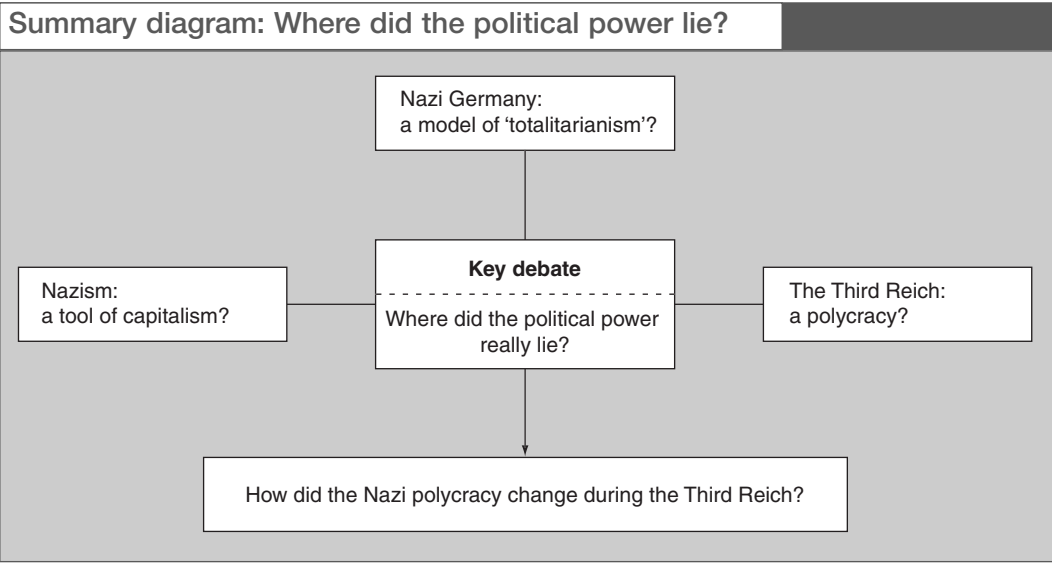 Summary diagram: Where did the political power lie?
Nazi Germany:
a model of ‘totalitarianism’?
Nazism:
a tool of capitalism?
Key debate
Where did the political power
really lie?
The Third Reich:
a polycracy?
How did the Nazi polycracy change during the Third Reich?